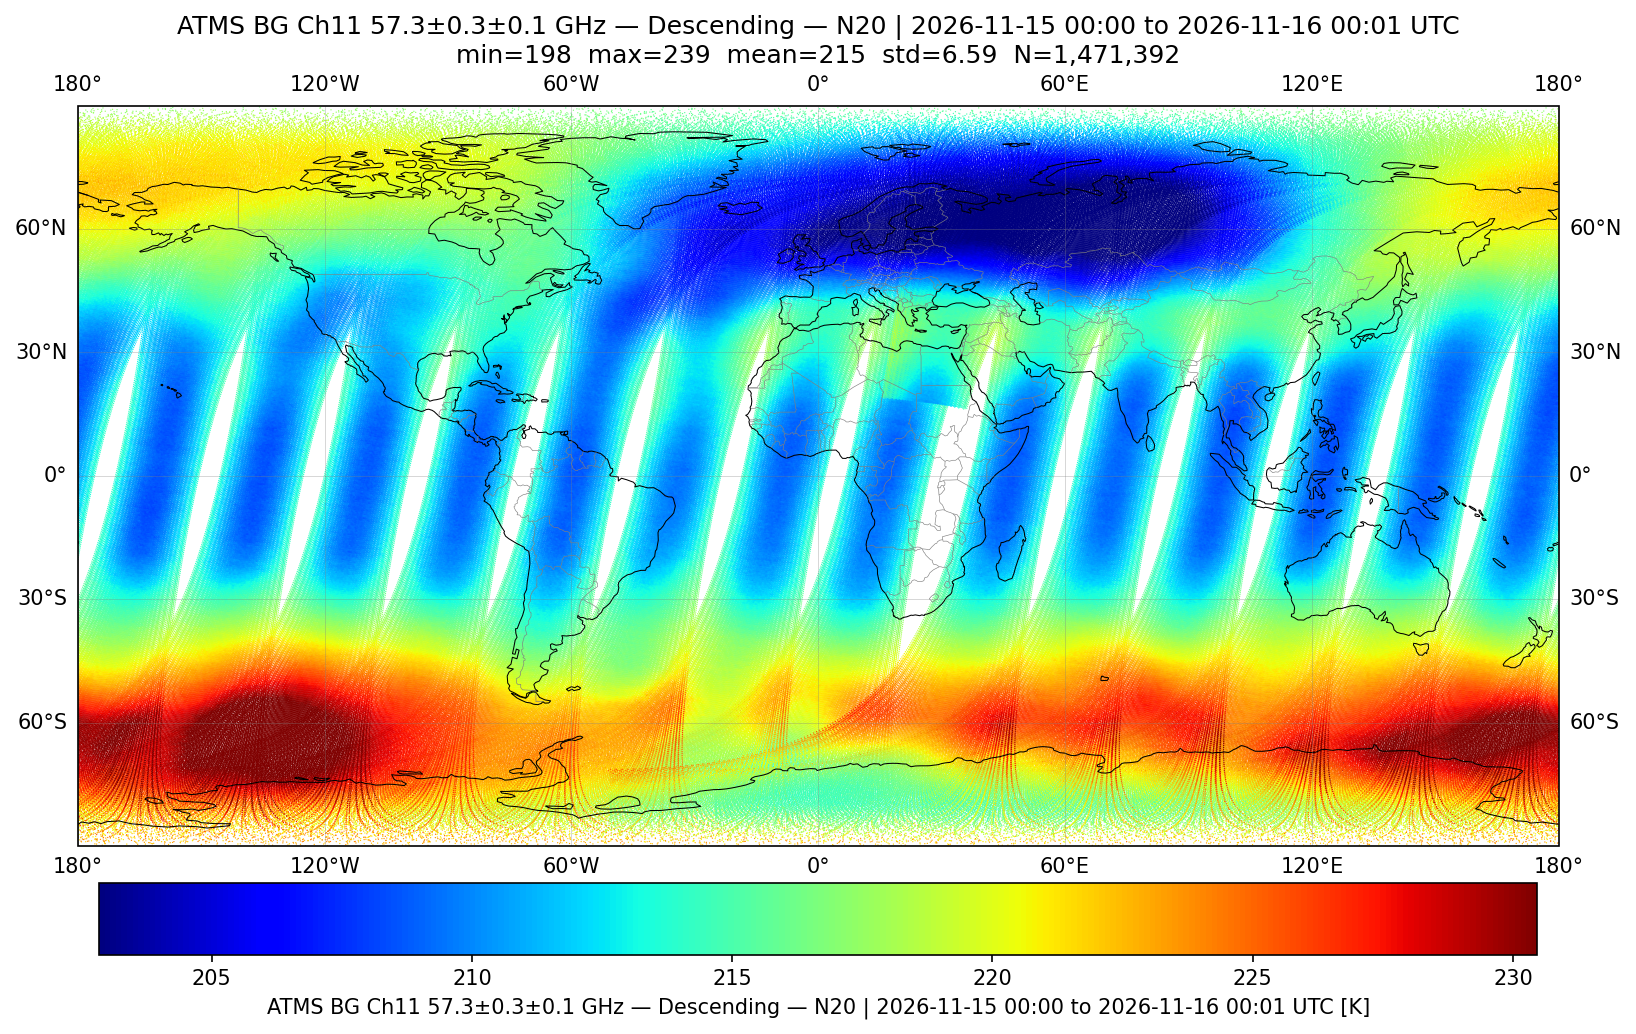 ATMS BG Ch11 57.3±0.3±0.1 GHz — Descending — N20 | 2026-11-15 00:00 to 2026-11-16 00:01 UTC
min=198 max=239 mean=215 std=6.59 N=1,471,392
180° 120°W 60°W 0° 60°E 120°E 180°
60°N 60°N
30°N 30°N
0° 0°
30°S 30°S
60°S 60°S
180° 120°W 60°W 0° 60°E 120°E 180°
205 210 215 220 225 230
ATMS BG Ch11 57.3±0.3±0.1 GHz — Descending — N20 | 2026-11-15 00:00 to 2026-11-16 00:01 UTC [K]